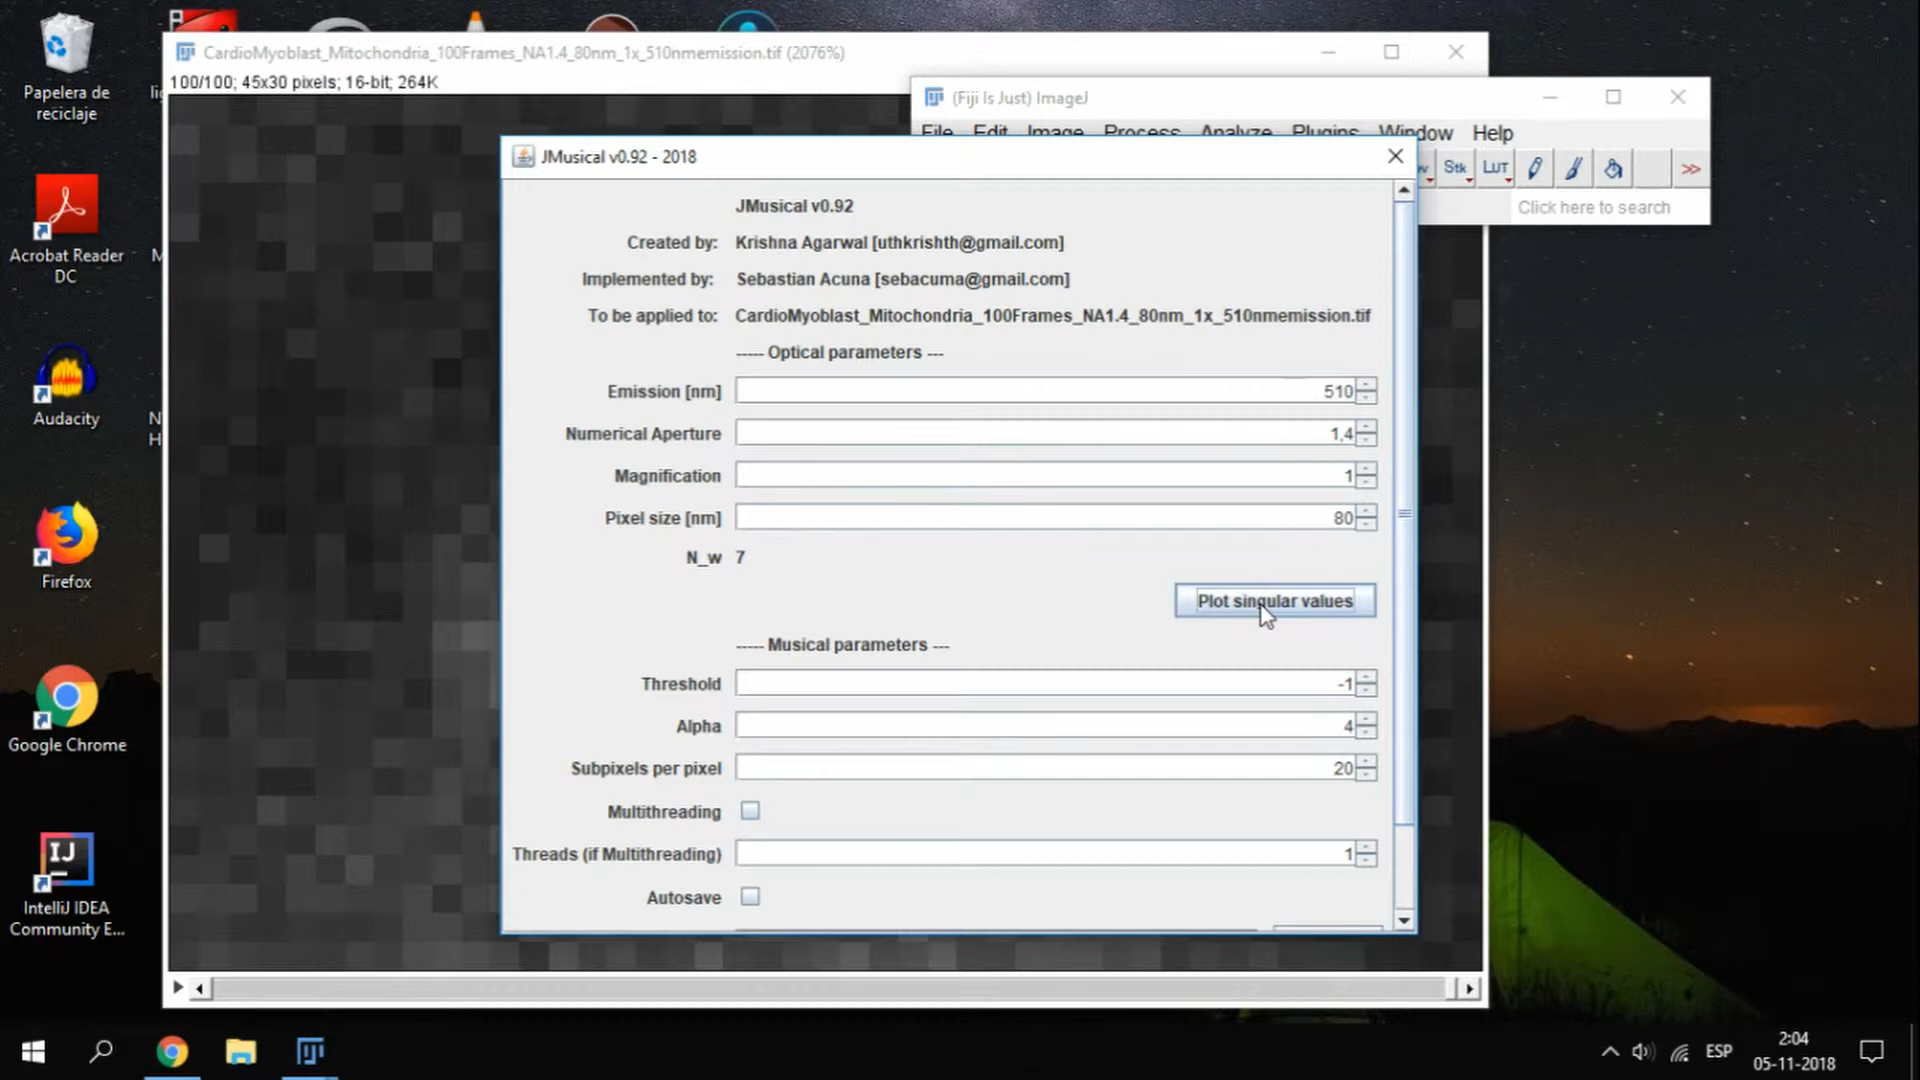 Papelera de
reciclaje
Acrobat Reader
DC
Audacity
Firefox
Google Chrome
IntelliJ IDEA
Community E...
CardioMyoblast_Mitochondria_100Frames_NA1.4_80nm_1x_510nmemission.tif (2076%)
100/100; 45x30 pixels; 16-bit; 264K
(Fiji Is Just) ImageJ
File Edit Image Process Analyze Plugins Window Help
Stk LUT >>
Click here to search
JMusical v0.92 - 2018
JMusical v0.92
Created by: Krishna Agarwal [uthkrishth@gmail.com]
Implemented by: Sebastian Acuna [sebacuma@gmail.com]
To be applied to: CardioMyoblast_Mitochondria_100Frames_NA1.4_80nm_1x_510nmemission.tif
----- Optical parameters ---
Emission [nm] 510
Numerical Aperture 1,4
Magnification 1
Pixel size [nm] 80
N_w 7
Plot singular values
----- Musical parameters ---
Threshold -1
Alpha 4
Subpixels per pixel 20
Multithreading
Threads (if Multithreading) 1
Autosave
ESP
2:04
05-11-2018